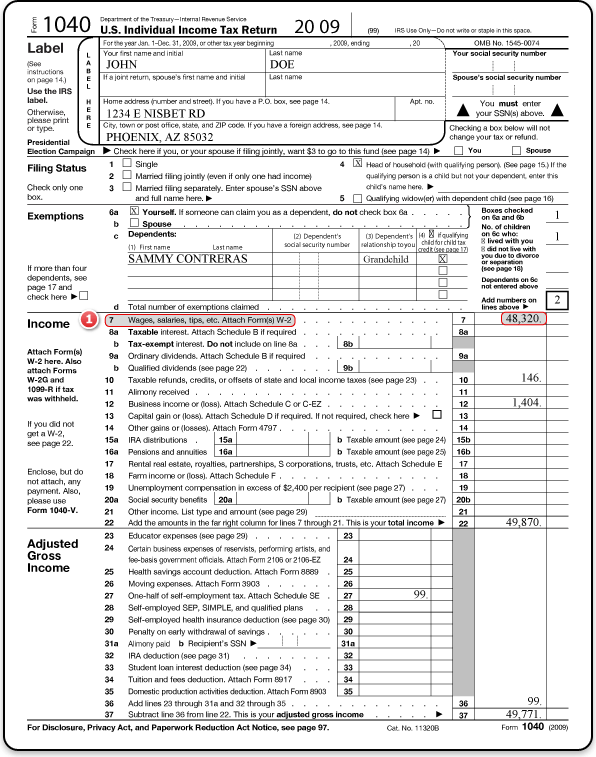 Form 1040 Department of the Treasury—Internal Revenue Service
U.S. Individual Income Tax Return 20 09 (99) IRS Use Only—Do not write or staple in this space.
For the year Jan. 1–Dec. 31, 2009, or other tax year beginning , 2009, ending , 20 OMB No. 1545-0074
Label
(See instructions on page 14.)
Use the IRS label.
Otherwise, please print or type.
LABEL HERE
Your first name and initial Last name Your social security number
JOHN DOE
If a joint return, spouse's first name and initial Last name Spouse's social security number
Home address (number and street). If you have a P.O. box, see page 14. Apt. no.
1234 E NISBET RD
You must enter your SSN(s) above.
City, town or post office, state, and ZIP code. If you have a foreign address, see page 14.
PHOENIX, AZ 85032
Checking a box below will not change your tax or refund.
Presidential Election Campaign Check here if you, or your spouse if filing jointly, want $3 to go to this fund (see page 14) You Spouse
Filing Status
Check only one box.
1 Single
2 Married filing jointly (even if only one had income)
3 Married filing separately. Enter spouse's SSN above and full name here.
4 X Head of household (with qualifying person). (See page 15.) If the qualifying person is a child but not your dependent, enter this child's name here.
5 Qualifying widow(er) with dependent child (see page 16)
Exemptions
6a X Yourself. If someone can claim you as a dependent, do not check box 6a
b Spouse
Boxes checked on 6a and 6b 1
c Dependents:
(1) First name Last name
(2) Dependent's social security number
(3) Dependent's relationship to you
(4) X if qualifying child for child tax credit (see page 17)
SAMMY CONTRERAS Grandchild X
No. of children on 6c who:
lived with you 1
did not live with you due to divorce or separation (see page 18)
Dependents on 6c not entered above
If more than four dependents, see page 17 and check here
d Total number of exemptions claimed
Add numbers on lines above 2
Income
1
7 Wages, salaries, tips, etc. Attach Form(s) W-2 7 48,320.
8a Taxable interest. Attach Schedule B if required 8a
b Tax-exempt interest. Do not include on line 8a 8b
9a Ordinary dividends. Attach Schedule B if required 9a
b Qualified dividends (see page 22) 9b
10 Taxable refunds, credits, or offsets of state and local income taxes (see page 23) 10 146.
11 Alimony received 11
12 Business income or (loss). Attach Schedule C or C-EZ 12 1,404.
13 Capital gain or (loss). Attach Schedule D if required. If not required, check here 13
14 Other gains or (losses). Attach Form 4797 14
15a IRA distributions 15a b Taxable amount (see page 24) 15b
16a Pensions and annuities 16a b Taxable amount (see page 25) 16b
17 Rental real estate, royalties, partnerships, S corporations, trusts, etc. Attach Schedule E 17
18 Farm income or (loss). Attach Schedule F 18
19 Unemployment compensation in excess of $2,400 per recipient (see page 27) 19
20a Social security benefits 20a b Taxable amount (see page 27) 20b
21 Other income. List type and amount (see page 29) 21
22 Add the amounts in the far right column for lines 7 through 21. This is your total income 22 49,870.
Attach Form(s) W-2 here. Also attach Forms W-2G and 1099-R if tax was withheld.
If you did not get a W-2, see page 22.
Enclose, but do not attach, any payment. Also, please use Form 1040-V.
Adjusted Gross Income
23 Educator expenses (see page 29) 23
24 Certain business expenses of reservists, performing artists, and fee-basis government officials. Attach Form 2106 or 2106-EZ 24
25 Health savings account deduction. Attach Form 8889 25
26 Moving expenses. Attach Form 3903 26
27 One-half of self-employment tax. Attach Schedule SE 27 99.
28 Self-employed SEP, SIMPLE, and qualified plans 28
29 Self-employed health insurance deduction (see page 30) 29
30 Penalty on early withdrawal of savings 30
31a Alimony paid b Recipient's SSN 31a
32 IRA deduction (see page 31) 32
33 Student loan interest deduction (see page 34) 33
34 Tuition and fees deduction. Attach Form 8917 34
35 Domestic production activities deduction. Attach Form 8903 35
36 Add lines 23 through 31a and 32 through 35 36 99.
37 Subtract line 36 from line 22. This is your adjusted gross income 37 49,771.
For Disclosure, Privacy Act, and Paperwork Reduction Act Notice, see page 97. Cat. No. 11320B Form 1040 (2009)